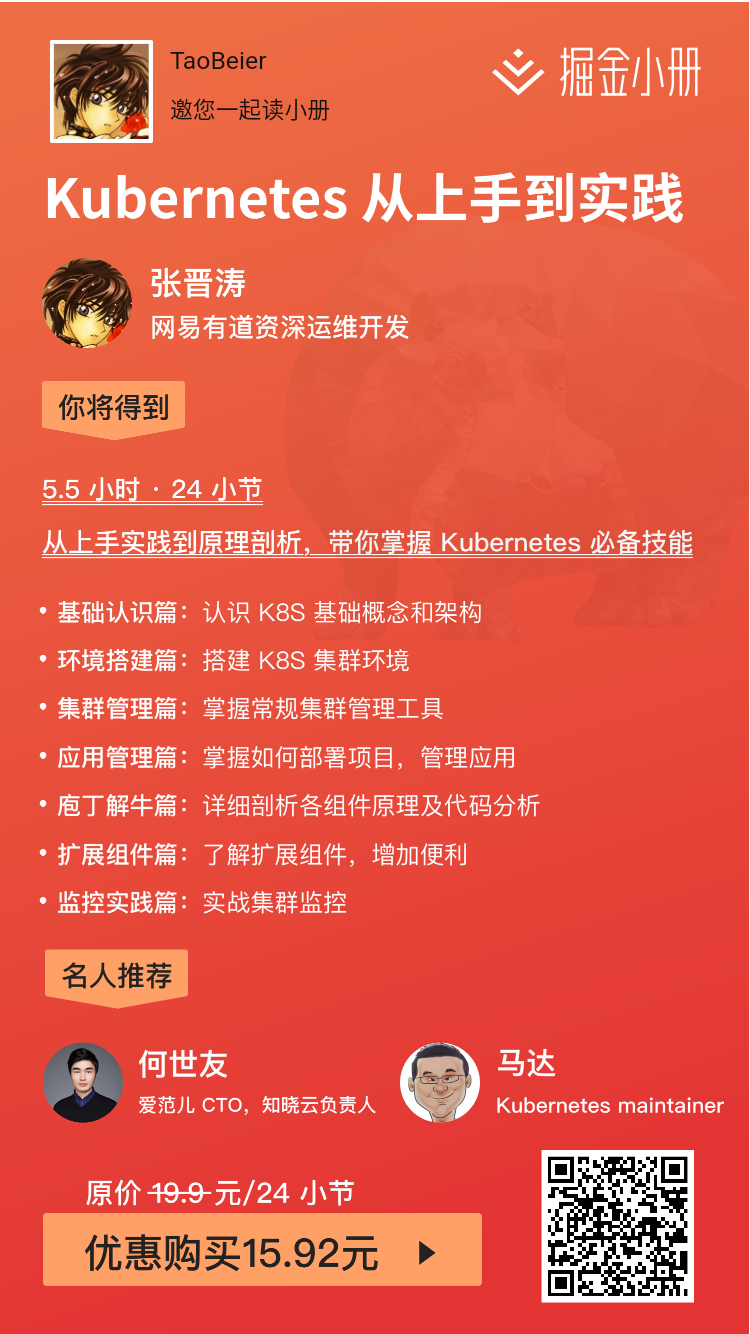 TaoBeier
邀您一起读小册
掘金小册
Kubernetes 从上手到实践
张晋涛
网易有道资深运维开发
你将得到
5.5 小时 · 24 小节
从上手实践到原理剖析，带你掌握 Kubernetes 必备技能
• 基础认识篇：认识 K8S 基础概念和架构
• 环境搭建篇：搭建 K8S 集群环境
• 集群管理篇：掌握常规集群管理工具
• 应用管理篇：掌握如何部署项目，管理应用
• 庖丁解牛篇：详细剖析各组件原理及代码分析
• 扩展组件篇：了解扩展组件，增加便利
• 监控实践篇：实战集群监控
名人推荐
何世友
爱范儿 CTO，知晓云负责人
马达
Kubernetes maintainer
原价 19.9 元/24 小节
优惠购买15.92元